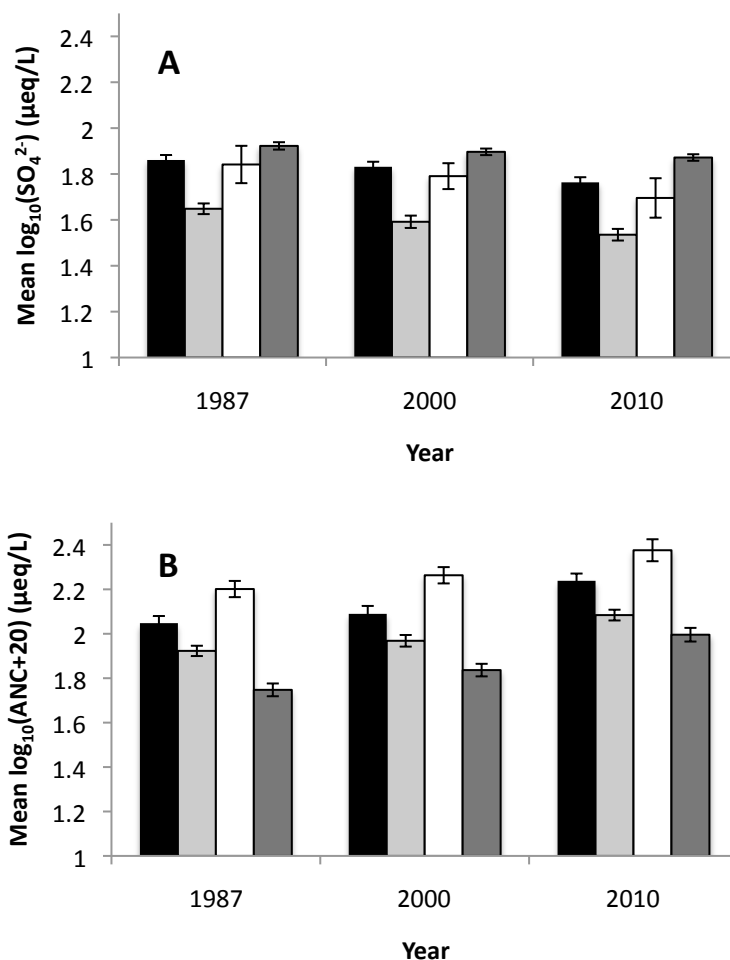 A
Mean log₁₀(SO₄²⁻) (µeq/L)
2.4
2.2
2
1.8
1.6
1.4
1.2
1
1987 2000 2010
Year
B
Mean log₁₀(ANC+20) (µeq/L)
2.4
2.2
2
1.8
1.6
1.4
1.2
1
1987 2000 2010
Year